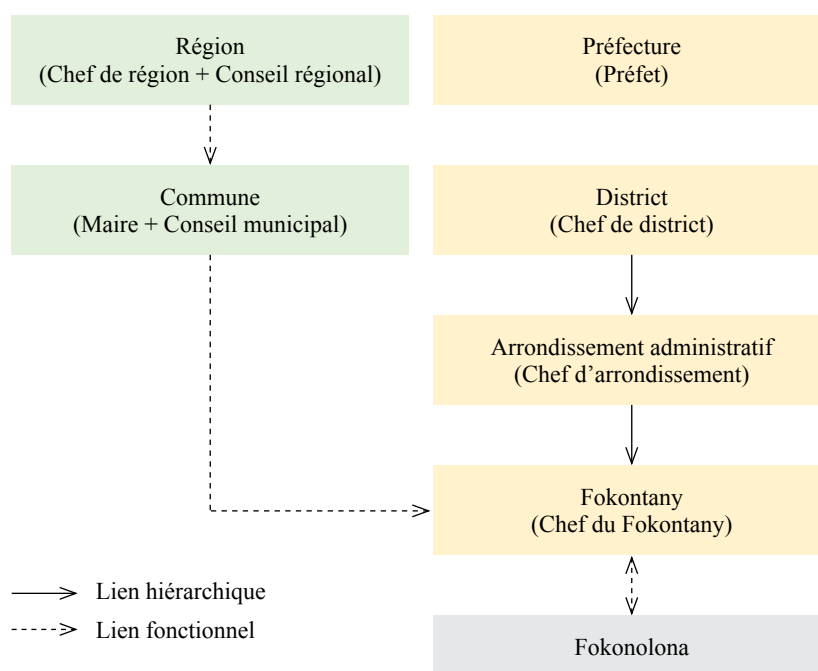 Région
(Chef de région + Conseil régional)
Préfecture
(Préfet)
Commune
(Maire + Conseil municipal)
District
(Chef de district)
Arrondissement administratif
(Chef d’arrondissement)
Fokontany
(Chef du Fokontany)
Lien hiérarchique
Lien fonctionnel
Fokonolona